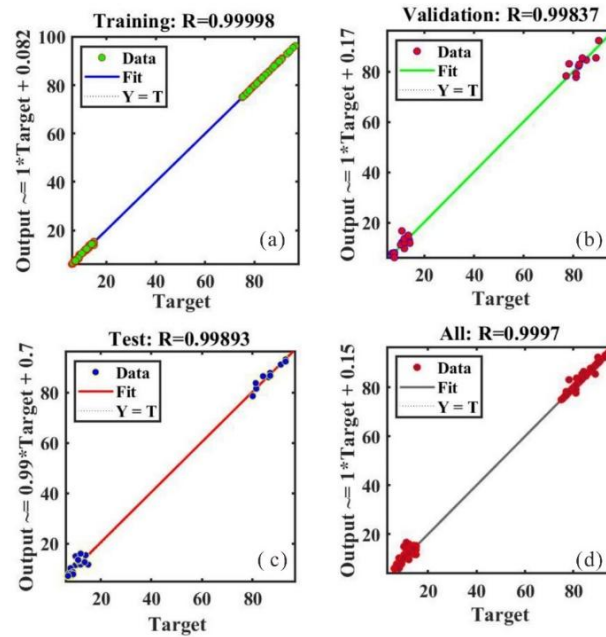 Training: R=0.99998
Output ~= 1*Target + 0.082
100
80
60
40
20
Data
Fit
Y = T
(a)
20
40
60
80
Target
Validation: R=0.99837
Output ~= 1*Target + 0.17
80
60
40
20
Data
Fit
Y = T
(b)
20
40
60
80
Target
Test: R=0.99893
Output ~= 0.99*Target + 0.7
80
60
40
20
Data
Fit
Y = T
(c)
20
40
60
80
Target
All: R=0.9997
Output ~= 1*Target + 0.15
80
60
40
20
Data
Fit
Y = T
(d)
20
40
60
80
Target